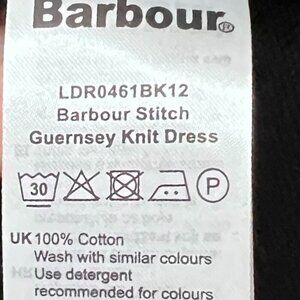 Barbour®
LDR0461BK12
Barbour Stitch
Guernsey Knit Dress
30 P
UK 100% Cotton
Wash with similar colours
Use detergent
recommended for colours